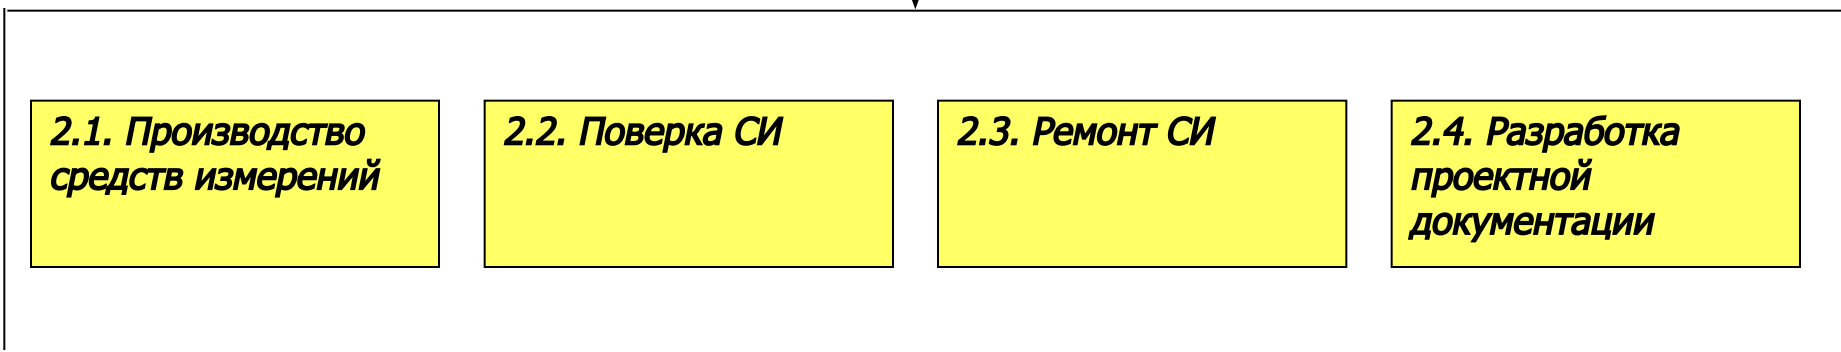 2.1. Производство
средств измерений
2.2. Поверка СИ
2.3. Ремонт СИ
2.4. Разработка
проектной
документации